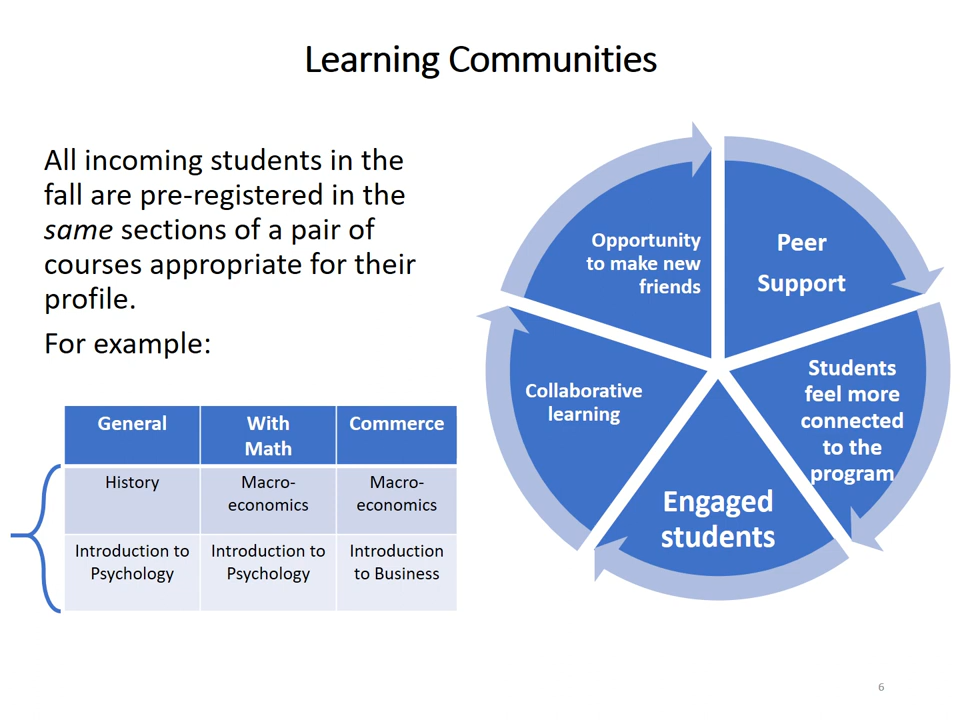 Learning Communities
All incoming students in the
fall are pre-registered in the
same sections of a pair of
courses appropriate for their
profile.
For example:
General
With
Math
Commerce
History
Macro-
economics
Macro-
economics
Introduction to
Psychology
Introduction to
Psychology
Introduction
to Business
Peer
Support
Students
feel more
connected
to the
program
Engaged
students
Collaborative
learning
Opportunity
to make new
friends
6